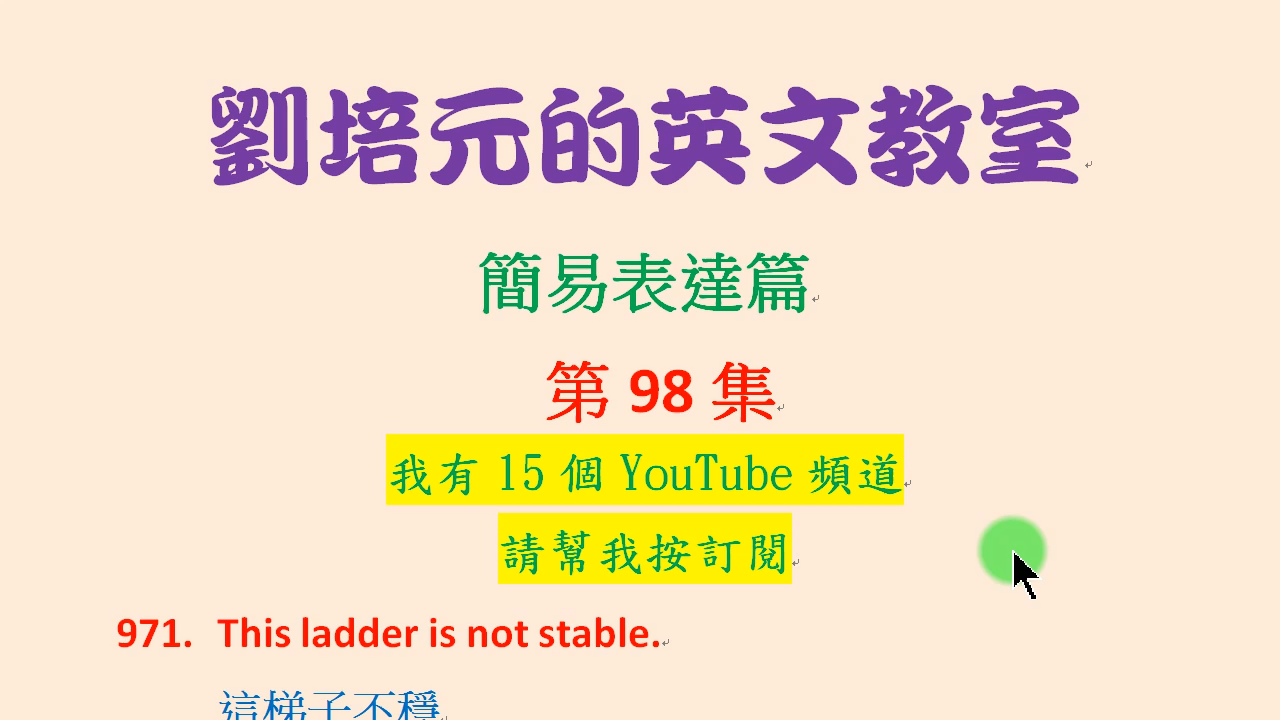 劉培元的英文教室
簡易表達篇
第 98 集
我有 15 個 YouTube 頻道
請幫我按訂閱
971. This ladder is not stable.
這梯子不穩